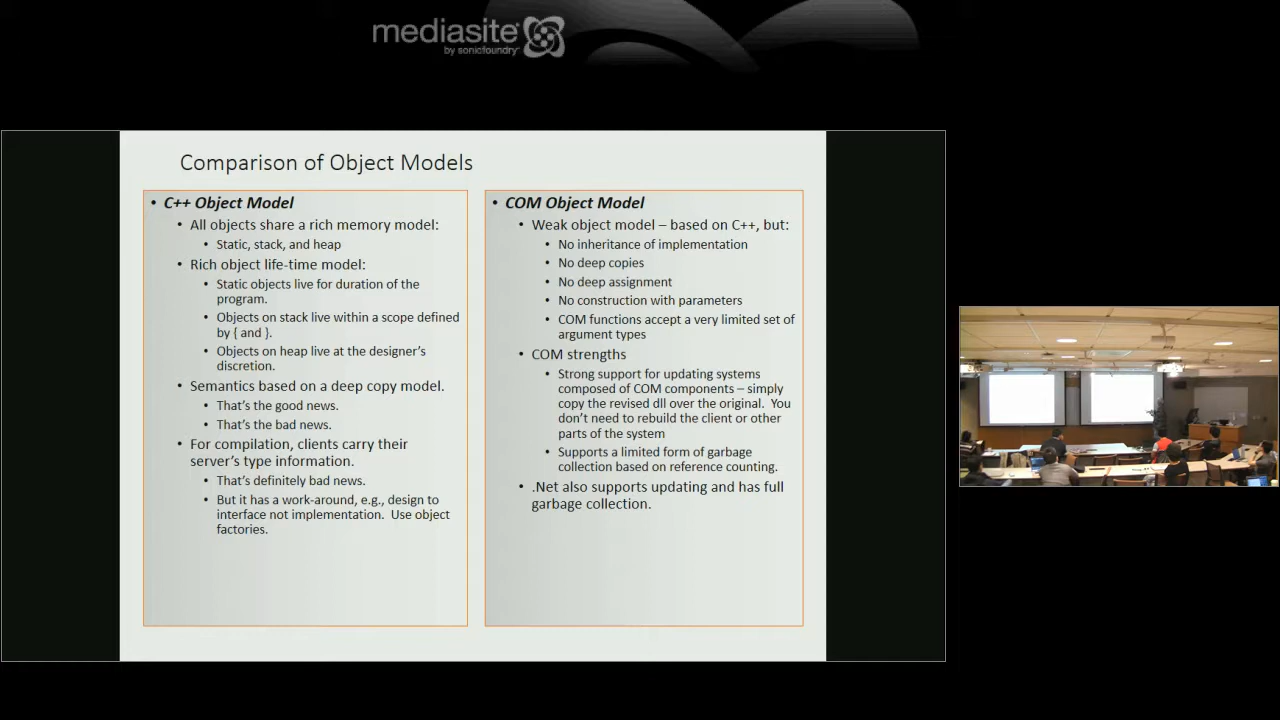 mediasite
by sonicfoundry
Comparison of Object Models
• C++ Object Model
• All objects share a rich memory model:
• Static, stack, and heap
• Rich object life-time model:
• Static objects live for duration of the
program.
• Objects on stack live within a scope defined
by { and }.
• Objects on heap live at the designer's
discretion.
• Semantics based on a deep copy model.
• That's the good news.
• That's the bad news.
• For compilation, clients carry their
server's type information.
• That's definitely bad news.
• But it has a work-around, e.g., design to
interface not implementation.  Use object
factories.
• COM Object Model
• Weak object model – based on C++, but:
• No inheritance of implementation
• No deep copies
• No deep assignment
• No construction with parameters
• COM functions accept a very limited set of
argument types
• COM strengths
• Strong support for updating systems
composed of COM components – simply
copy the revised dll over the original.  You
don't need to rebuild the client or other
parts of the system
• Supports a limited form of garbage
collection based on reference counting.
• .Net also supports updating and has full
garbage collection.